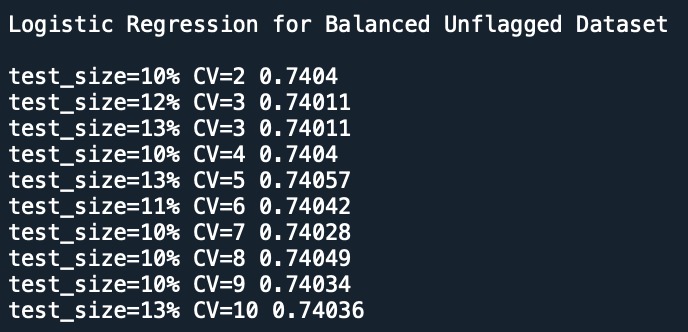 Logistic Regression for Balanced Unflagged Dataset
test_size=10% CV=2 0.7404
test_size=12% CV=3 0.74011
test_size=13% CV=3 0.74011
test_size=10% CV=4 0.7404
test_size=13% CV=5 0.74057
test_size=11% CV=6 0.74042
test_size=10% CV=7 0.74028
test_size=10% CV=8 0.74049
test_size=10% CV=9 0.74034
test_size=13% CV=10 0.74036